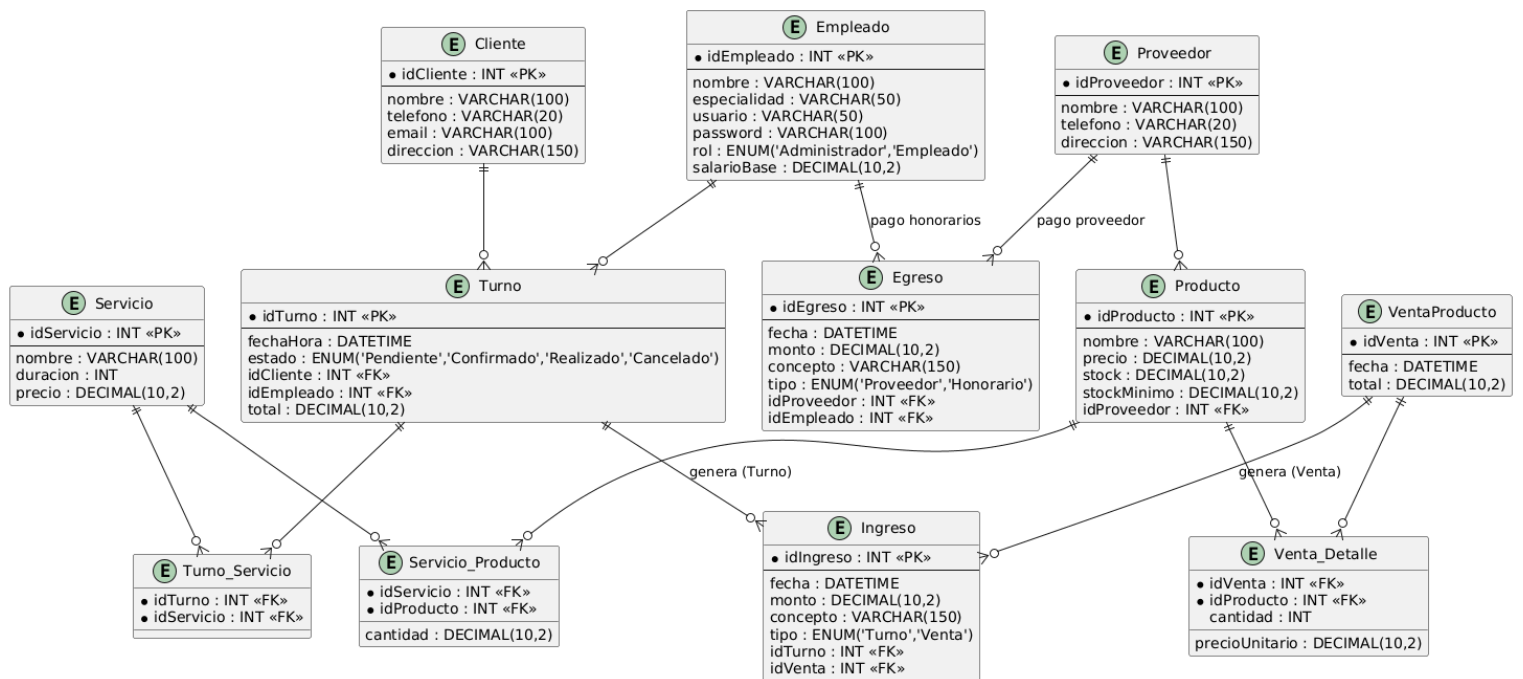 E Cliente
idCliente : INT «PK»
nombre : VARCHAR(100)
telefono : VARCHAR(20)
email : VARCHAR(100)
direccion : VARCHAR(150)
E Empleado
idEmpleado : INT «PK»
nombre : VARCHAR(100)
especialidad : VARCHAR(50)
usuario : VARCHAR(50)
password : VARCHAR(100)
rol : ENUM('Administrador','Empleado')
salarioBase : DECIMAL(10,2)
E Proveedor
idProveedor : INT «PK»
nombre : VARCHAR(100)
telefono : VARCHAR(20)
direccion : VARCHAR(150)
pago honorarios
pago proveedor
E Servicio
idServicio : INT «PK»
nombre : VARCHAR(100)
duracion : INT
precio : DECIMAL(10,2)
E Turno
idTurno : INT «PK»
fechaHora : DATETIME
estado : ENUM('Pendiente','Confirmado','Realizado','Cancelado')
idCliente : INT «FK»
idEmpleado : INT «FK»
total : DECIMAL(10,2)
E Egreso
idEgreso : INT «PK»
fecha : DATETIME
monto : DECIMAL(10,2)
concepto : VARCHAR(150)
tipo : ENUM('Proveedor','Honorario')
idProveedor : INT «FK»
idEmpleado : INT «FK»
E Producto
idProducto : INT «PK»
nombre : VARCHAR(100)
precio : DECIMAL(10,2)
stock : DECIMAL(10,2)
stockMinimo : DECIMAL(10,2)
idProveedor : INT «FK»
E VentaProducto
idVenta : INT «PK»
fecha : DATETIME
total : DECIMAL(10,2)
genera (Turno)
genera (Venta)
E Turno_Servicio
idTurno : INT «FK»
idServicio : INT «FK»
E Servicio_Producto
idServicio : INT «FK»
idProducto : INT «FK»
cantidad : DECIMAL(10,2)
E Ingreso
idIngreso : INT «PK»
fecha : DATETIME
monto : DECIMAL(10,2)
concepto : VARCHAR(150)
tipo : ENUM('Turno','Venta')
idTurno : INT «FK»
idVenta : INT «FK»
E Venta_Detalle
idVenta : INT «FK»
idProducto : INT «FK»
cantidad : INT
precioUnitario : DECIMAL(10,2)